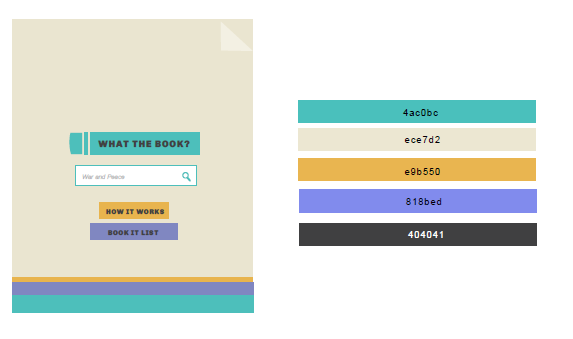 WHAT THE BOOK?
War and Peace
HOW IT WORKS
BOOK IT LIST
4ac0bc
ece7d2
e9b550
818bed
404041